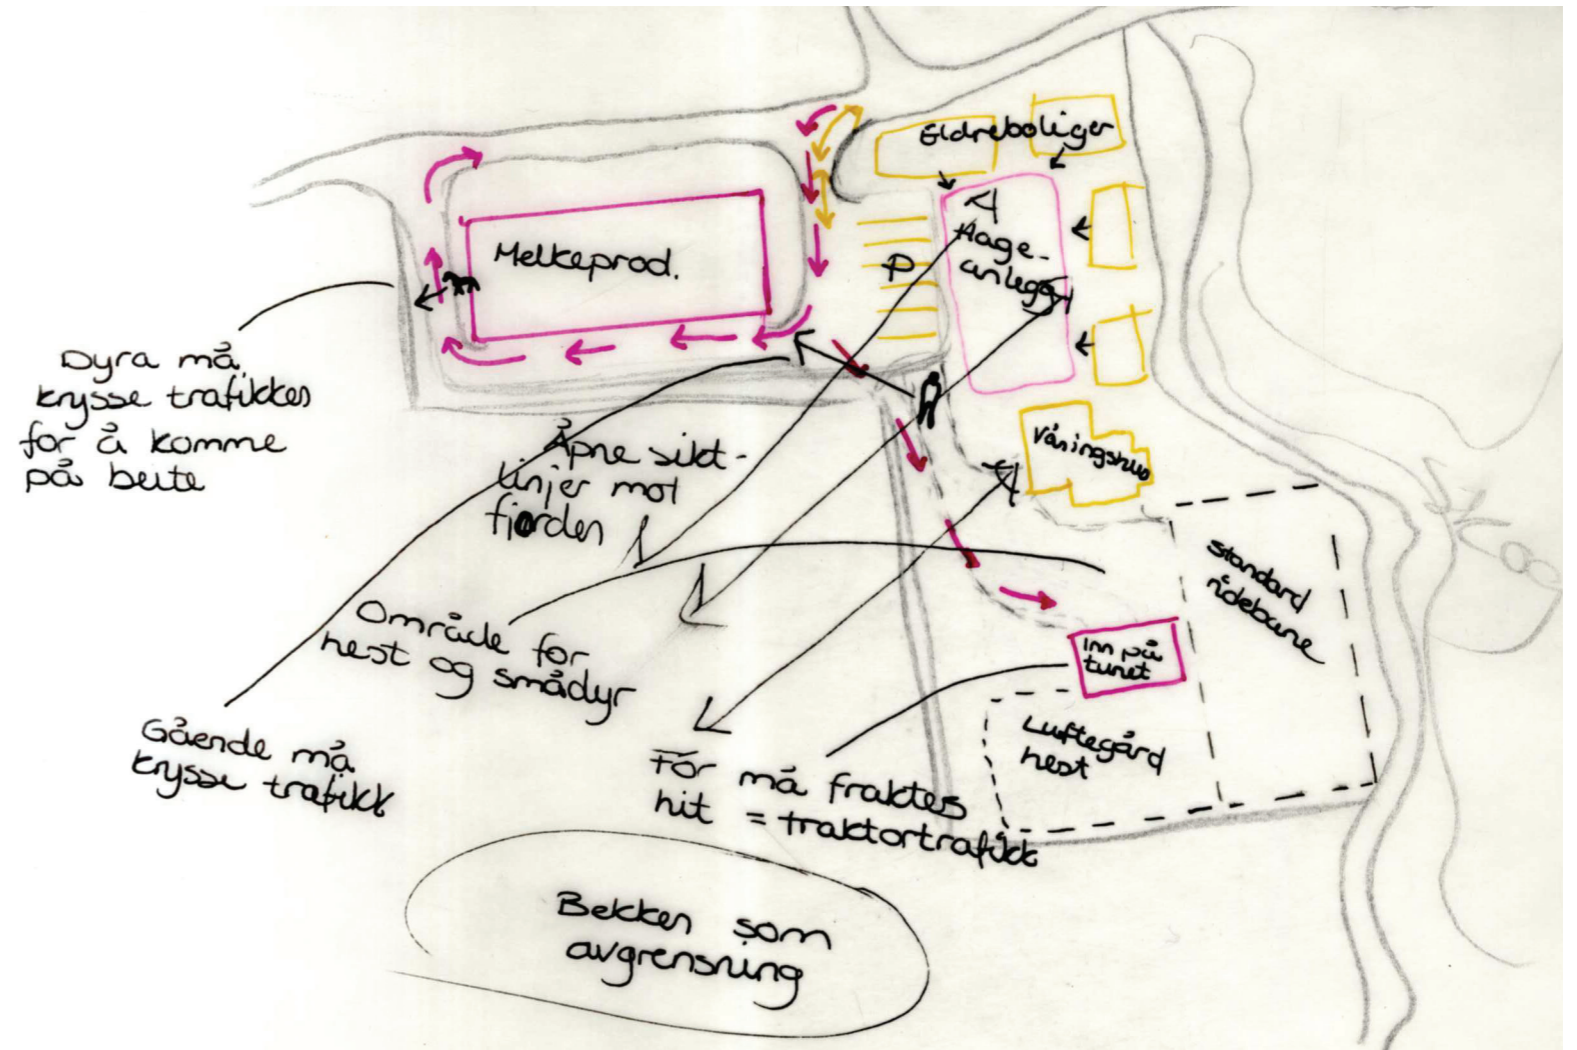 Eldreboliger
Melkeprod.
Hage-
anlegg
P
Dyra må
krysse trafikken
for å komme
på beite
Våningshus
Åpne sikt-
linjer mot
fjorden
Standard
ridebane
Område for
hest og smådyr
Inn på
tunet
Luftegård
hest
Gående må
krysse trafikk
Fôr må fraktes
hit = traktortrafikk
Bekken som
avgrensning